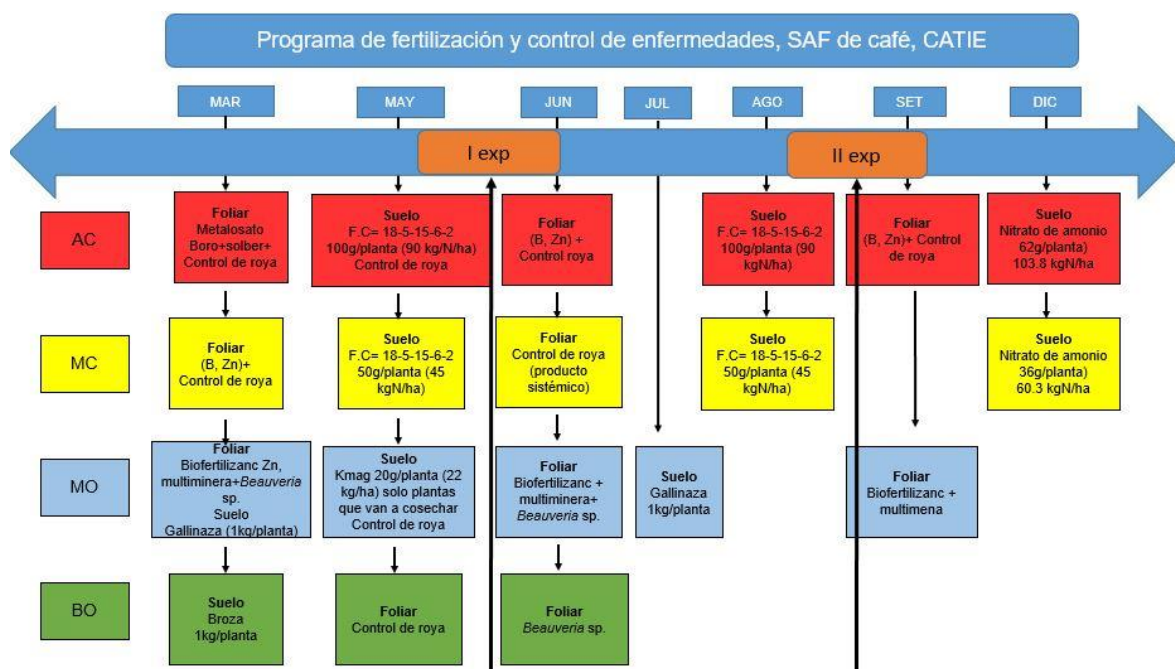 Programa de fertilización y control de enfermedades, SAF de café, CATIE
MAR
MAY
JUN
JUL
AGO
SET
DIC
I exp
II exp
AC
Foliar
Metalosato
Boro+solber+
Control de roya
Suelo
F.C= 18-5-15-6-2
100g/planta (90 kg/N/ha)
Control de roya
Foliar
(B, Zn) +
Control roya
Suelo
F.C= 18-5-15-6-2
100g/planta (90
kgN/ha)
Foliar
(B, Zn)+ Control
de roya
Suelo
Nitrato de amonio
62g/planta)
103.8 kgN/ha
MC
Foliar
(B, Zn)+
Control de roya
Suelo
F.C= 18-5-15-6-2
50g/planta (45
kgN/ha)
Foliar
Control de roya
(producto
sistémico)
Suelo
F.C= 18-5-15-6-2
50g/planta (45
kgN/ha)
Suelo
Nitrato de amonio
36g/planta)
60.3 kgN/ha
MO
Foliar
Biofertilizanc Zn,
multiminera+Beauveria
sp.
Suelo
Gallinaza (1kg/planta)
Suelo
Kmag 20g/planta (22
kg/ha) solo plantas
que van a cosechar
Control de roya
Foliar
Biofertilizanc +
multiminera+
Beauveria sp.
Suelo
Gallinaza
1kg/planta
Foliar
Biofertilizanc +
multimena
BO
Suelo
Broza
1kg/planta
Foliar
Control de roya
Foliar
Beauveria sp.